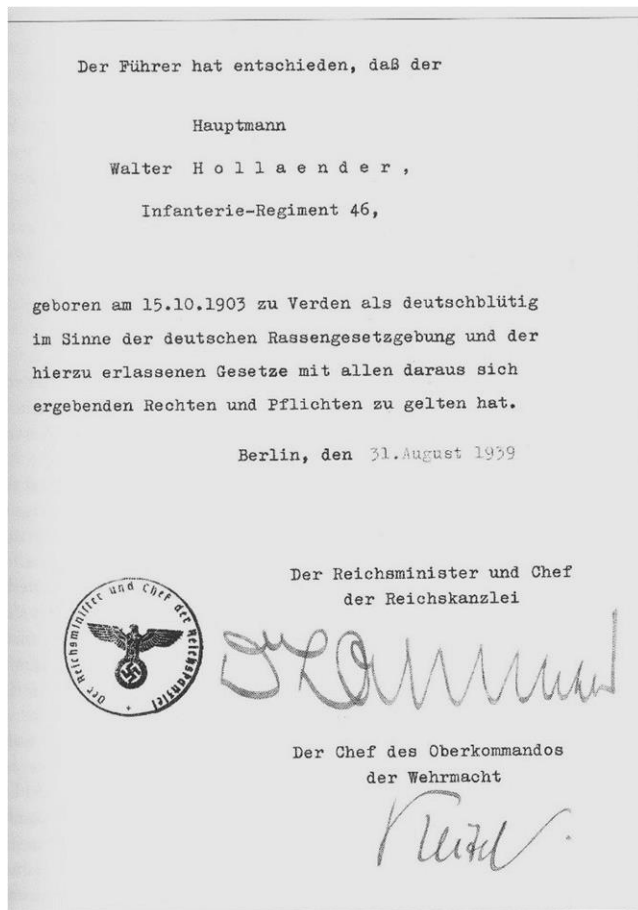 Der Führer hat entschieden, daß der
Hauptmann
Walter H o l l a e n d e r ,
Infanterie-Regiment 46,
geboren am 15.10.1903 zu Verden als deutschblütig
im Sinne der deutschen Rassengesetzgebung und der
hierzu erlassenen Gesetze mit allen daraus sich
ergebenden Rechten und Pflichten zu gelten hat.
Berlin, den 31.August 1939
Der Reichsminister und Chef
der Reichskanzlei
Der Reichsminister und Chef der Reichskanzlei
Dr Lammers
Der Chef des Oberkommandos
der Wehrmacht
Keitel